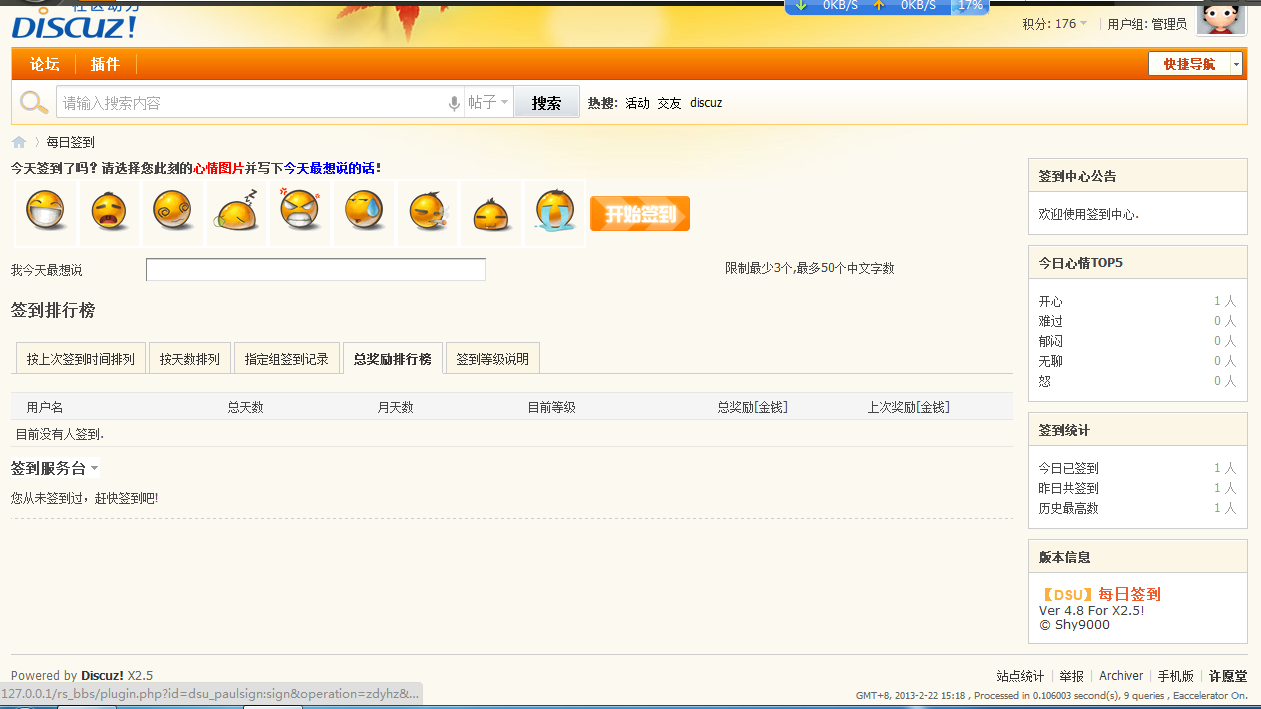 社区动力
DISCUZ!
0KB/S 0KB/S 17%
积分: 176 用户组: 管理员
论坛 插件 快捷导航
请输入搜索内容 帖子 搜索 热搜: 活动 交友 discuz
每日签到
今天签到了吗？请选择您此刻的心情图片并写下今天最想说的话！
开始签到
我今天最想说 限制最少3个,最多50个中文字数
签到排行榜
按上次签到时间排列 按天数排列 指定组签到记录 总奖励排行榜 签到等级说明
用户名 总天数 月天数 目前等级 总奖励[金钱] 上次奖励[金钱]
目前没有人签到.
签到服务台
您从未签到过，赶快签到吧!
签到中心公告
欢迎使用签到中心.
今日心情TOP5
开心 1 人
难过 0 人
郁闷 0 人
无聊 0 人
怒 0 人
签到统计
今日已签到 1 人
昨日共签到 1 人
历史最高数 1 人
版本信息
【DSU】每日签到
Ver 4.8 For X2.5!
© Shy9000
Powered by Discuz! X2.5
站点统计 | 举报 | Archiver | 手机版 | 许愿堂
127.0.0.1/rs_bbs/plugin.php?id=dsu_paulsign:sign&operation=zdyhz&...
GMT+8, 2013-2-22 15:18 , Processed in 0.106003 second(s), 9 queries , Eaccelerator On.